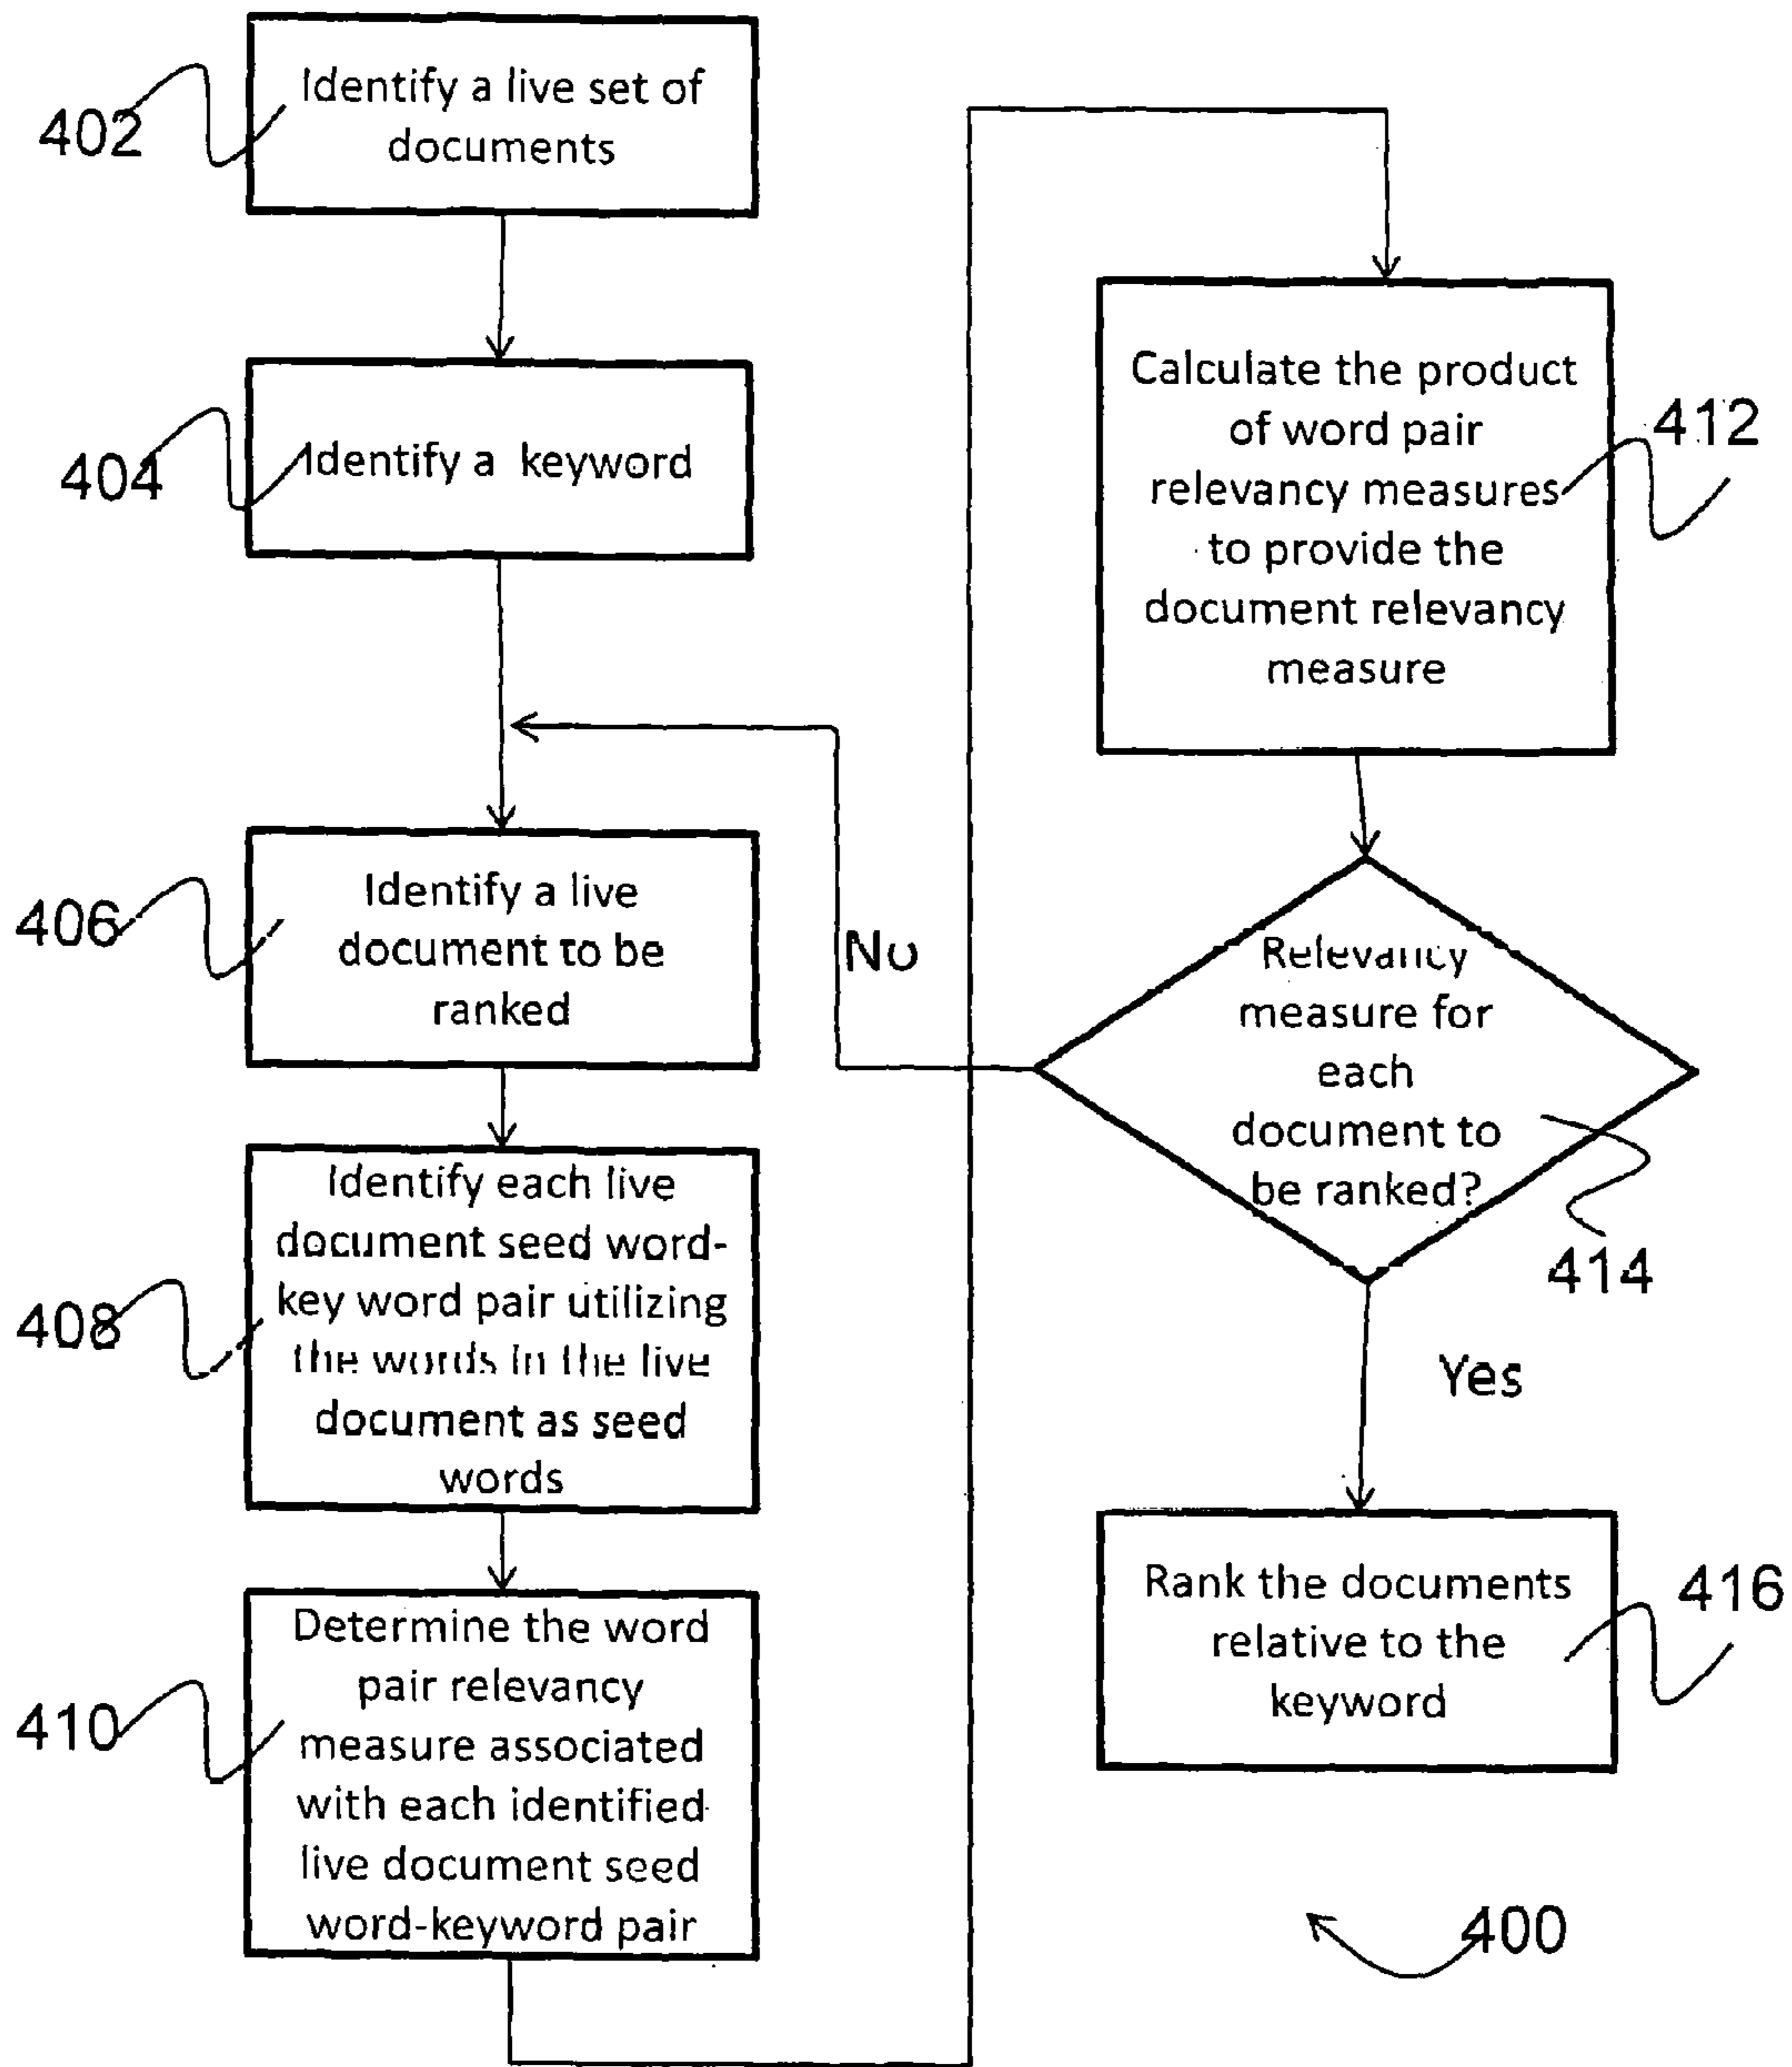 Identify a live set of
documents
402
Identify a keyword
404
Identify a live
document to be
ranked
406
Identify each live
document seed word-
key word pair utilizing
the words in the live
document as seed
words
408
Determine the word
pair relevancy
measure associated
with each identified
live document seed
word-keyword pair
410
Calculate the product
of word pair
relevancy measures
to provide the
document relevancy
measure
412
Relevancy
measure for
each
document to
be ranked?
414
No
Yes
Rank the documents
relative to the
keyword
416
400